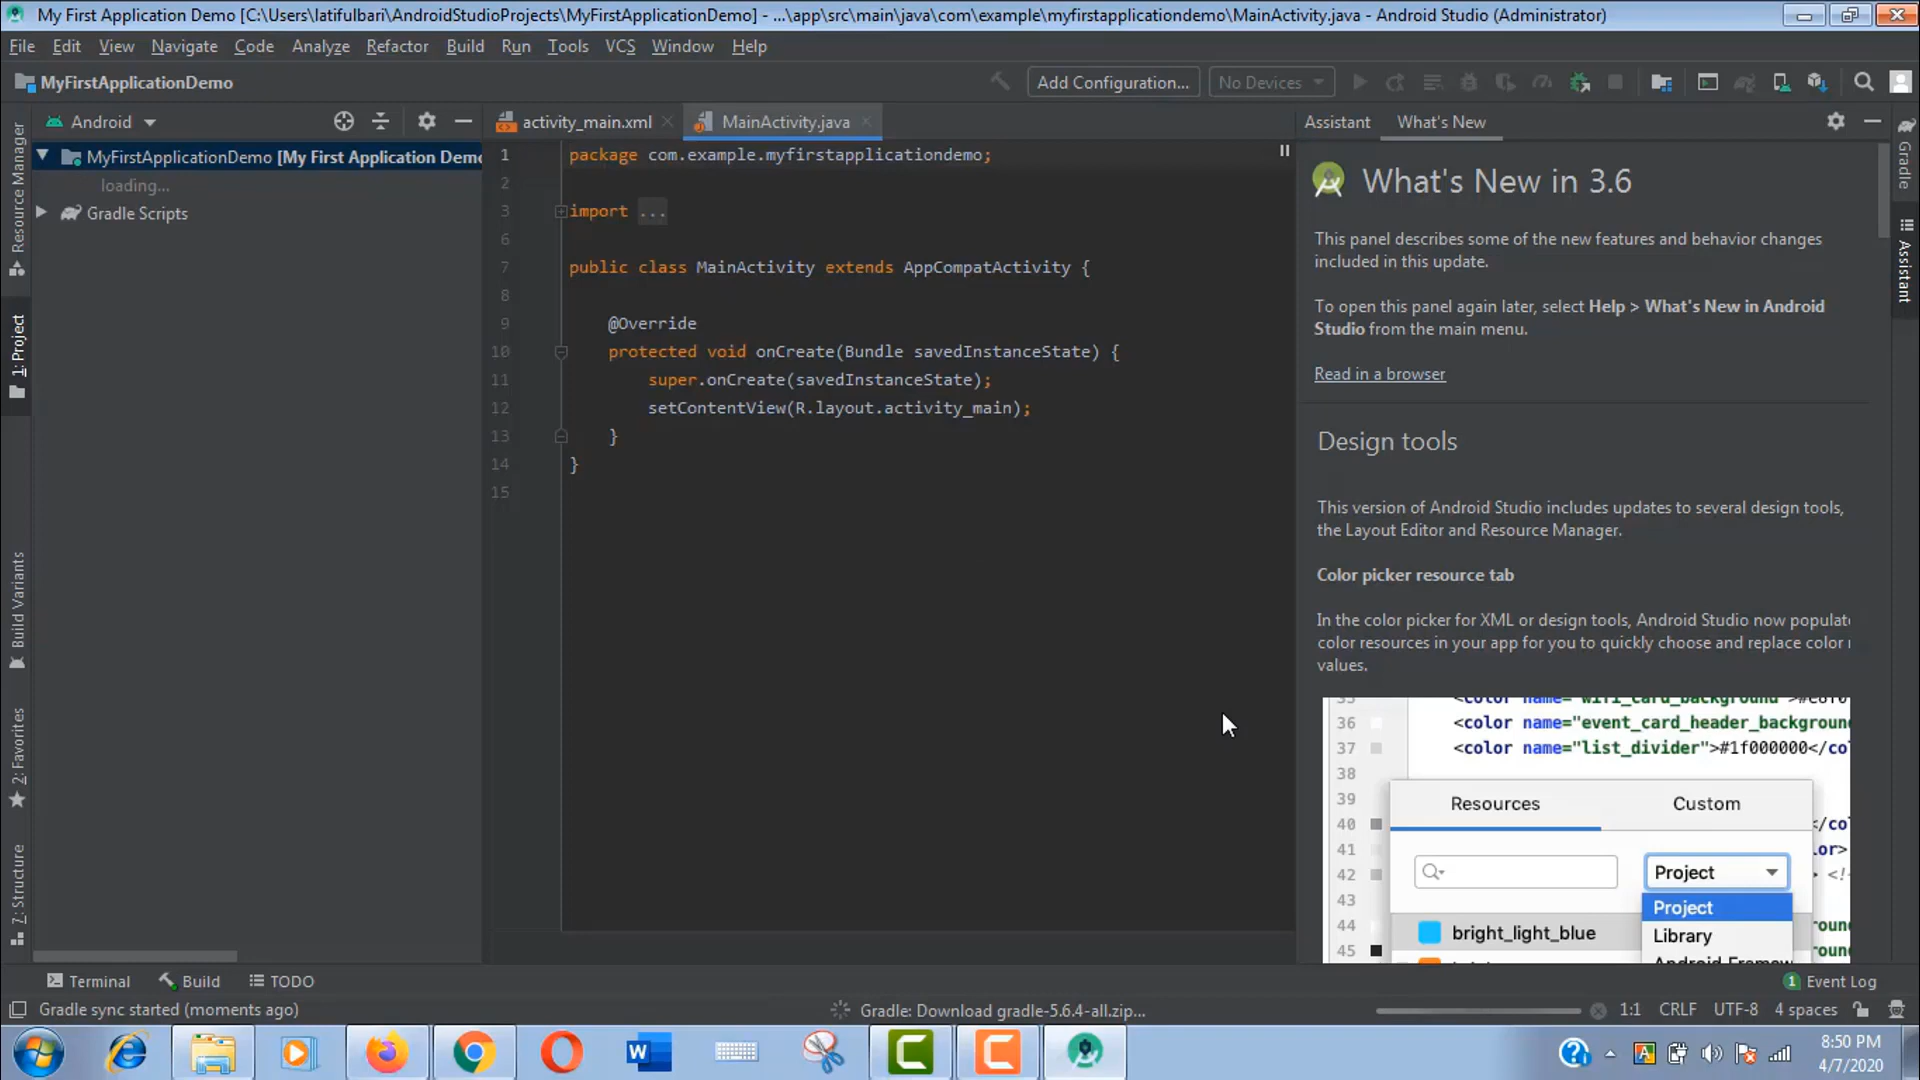 My First Application Demo [C:\Users\latifulbari\AndroidStudioProjects\MyFirstApplicationDemo] - ...\app\src\main\java\com\example\myfirstapplicationdemo\MainActivity.java - Android Studio (Administrator)
File Edit View Navigate Code Analyze Refactor Build Run Tools VCS Window Help
MyFirstApplicationDemo
Add Configuration...
No Devices
Android
activity_main.xml
MainActivity.java
Assistant
What's New
MyFirstApplicationDemo [My First Application Demo
loading...
Gradle Scripts
Resource Manager
1: Project
Build Variants
2: Favorites
7: Structure
1 package com.example.myfirstapplicationdemo;
2
3 import ...
6
7 public class MainActivity extends AppCompatActivity {
8
9 @Override
10 protected void onCreate(Bundle savedInstanceState) {
11 super.onCreate(savedInstanceState);
12 setContentView(R.layout.activity_main);
13 }
14 }
15
What's New in 3.6
This panel describes some of the new features and behavior changes
included in this update.
To open this panel again later, select Help > What's New in Android
Studio from the main menu.
Read in a browser
Design tools
This version of Android Studio includes updates to several design tools,
the Layout Editor and Resource Manager.
Color picker resource tab
In the color picker for XML or design tools, Android Studio now populat
color resources in your app for you to quickly choose and replace color
values.
36 <color name="event_card_header_background
37 <color name="list_divider">#1f000000</co
38
39
40 </co
41 lor>
42 <!
43
44 round
45 round
Resources
Custom
Project
Project
Library
bright_light_blue
Gradle
Assistant
Terminal
Build
TODO
1 Event Log
Gradle sync started (moments ago)
Gradle: Download gradle-5.6.4-all.zip...
1:1 CRLF UTF-8 4 spaces
8:50 PM
4/7/2020